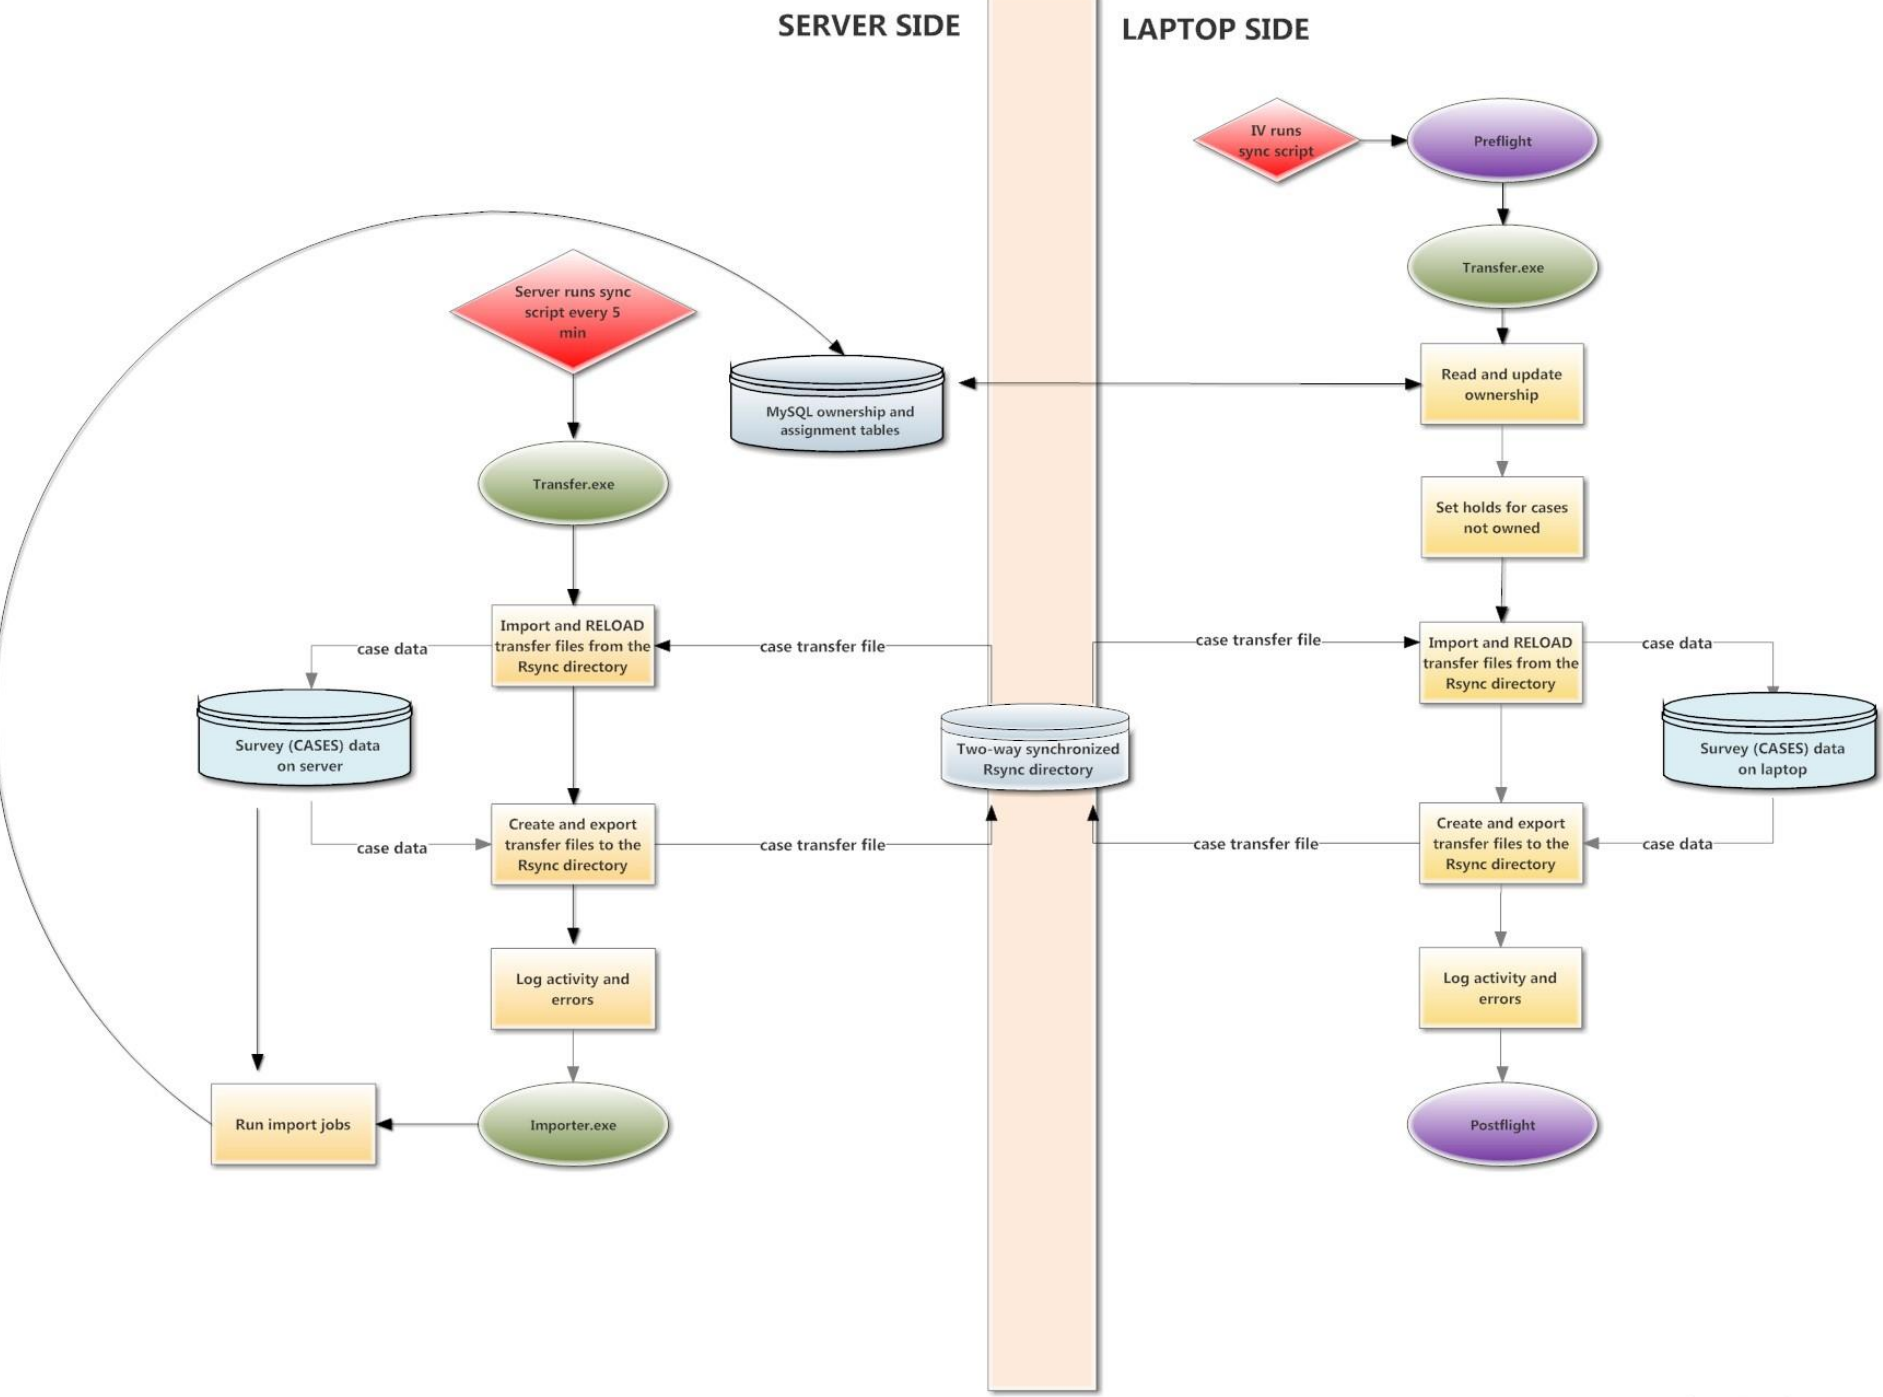 SERVER SIDE
LAPTOP SIDE
IV runs
sync script
Preflight
Transfer.exe
Server runs sync
script every 5
min
MySQL ownership and
assignment tables
Read and update
ownership
Transfer.exe
Set holds for cases
not owned
Import and RELOAD
transfer files from the
Rsync directory
case data
case transfer file
case transfer file
Import and RELOAD
transfer files from the
Rsync directory
case data
Survey (CASES) data
on server
Two-way synchronized
Rsync directory
Survey (CASES) data
on laptop
case data
Create and export
transfer files to the
Rsync directory
case transfer file
case transfer file
Create and export
transfer files to the
Rsync directory
case data
Log activity and
errors
Log activity and
errors
Run import jobs
Importer.exe
Postflight